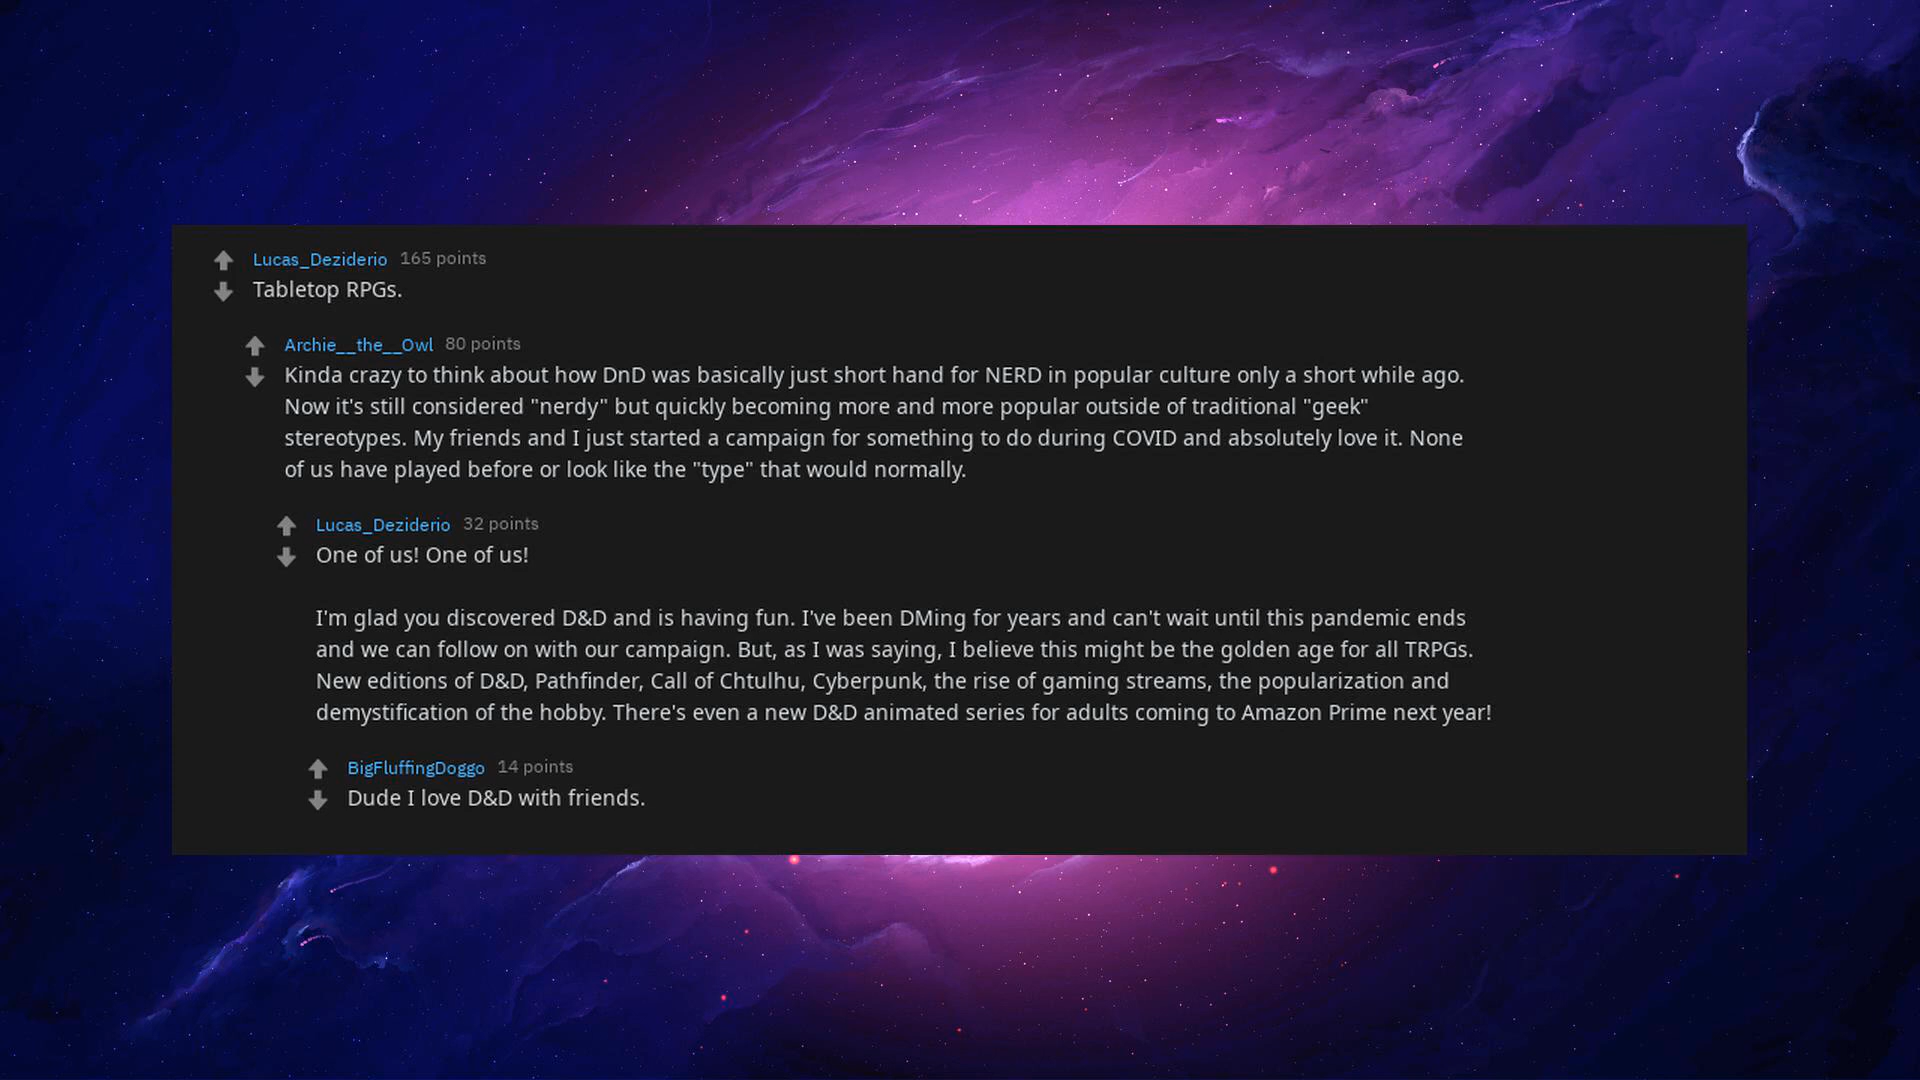 Lucas_Deziderio 165 points
Tabletop RPGs.
Archie__the__Owl 80 points
Kinda crazy to think about how DnD was basically just short hand for NERD in popular culture only a short while ago.
Now it's still considered "nerdy" but quickly becoming more and more popular outside of traditional "geek"
stereotypes. My friends and I just started a campaign for something to do during COVID and absolutely love it. None
of us have played before or look like the "type" that would normally.
Lucas_Deziderio 32 points
One of us! One of us!
I'm glad you discovered D&D and is having fun. I've been DMing for years and can't wait until this pandemic ends
and we can follow on with our campaign. But, as I was saying, I believe this might be the golden age for all TRPGs.
New editions of D&D, Pathfinder, Call of Chtulhu, Cyberpunk, the rise of gaming streams, the popularization and
demystification of the hobby. There's even a new D&D animated series for adults coming to Amazon Prime next year!
BigFluffingDoggo 14 points
Dude I love D&D with friends.